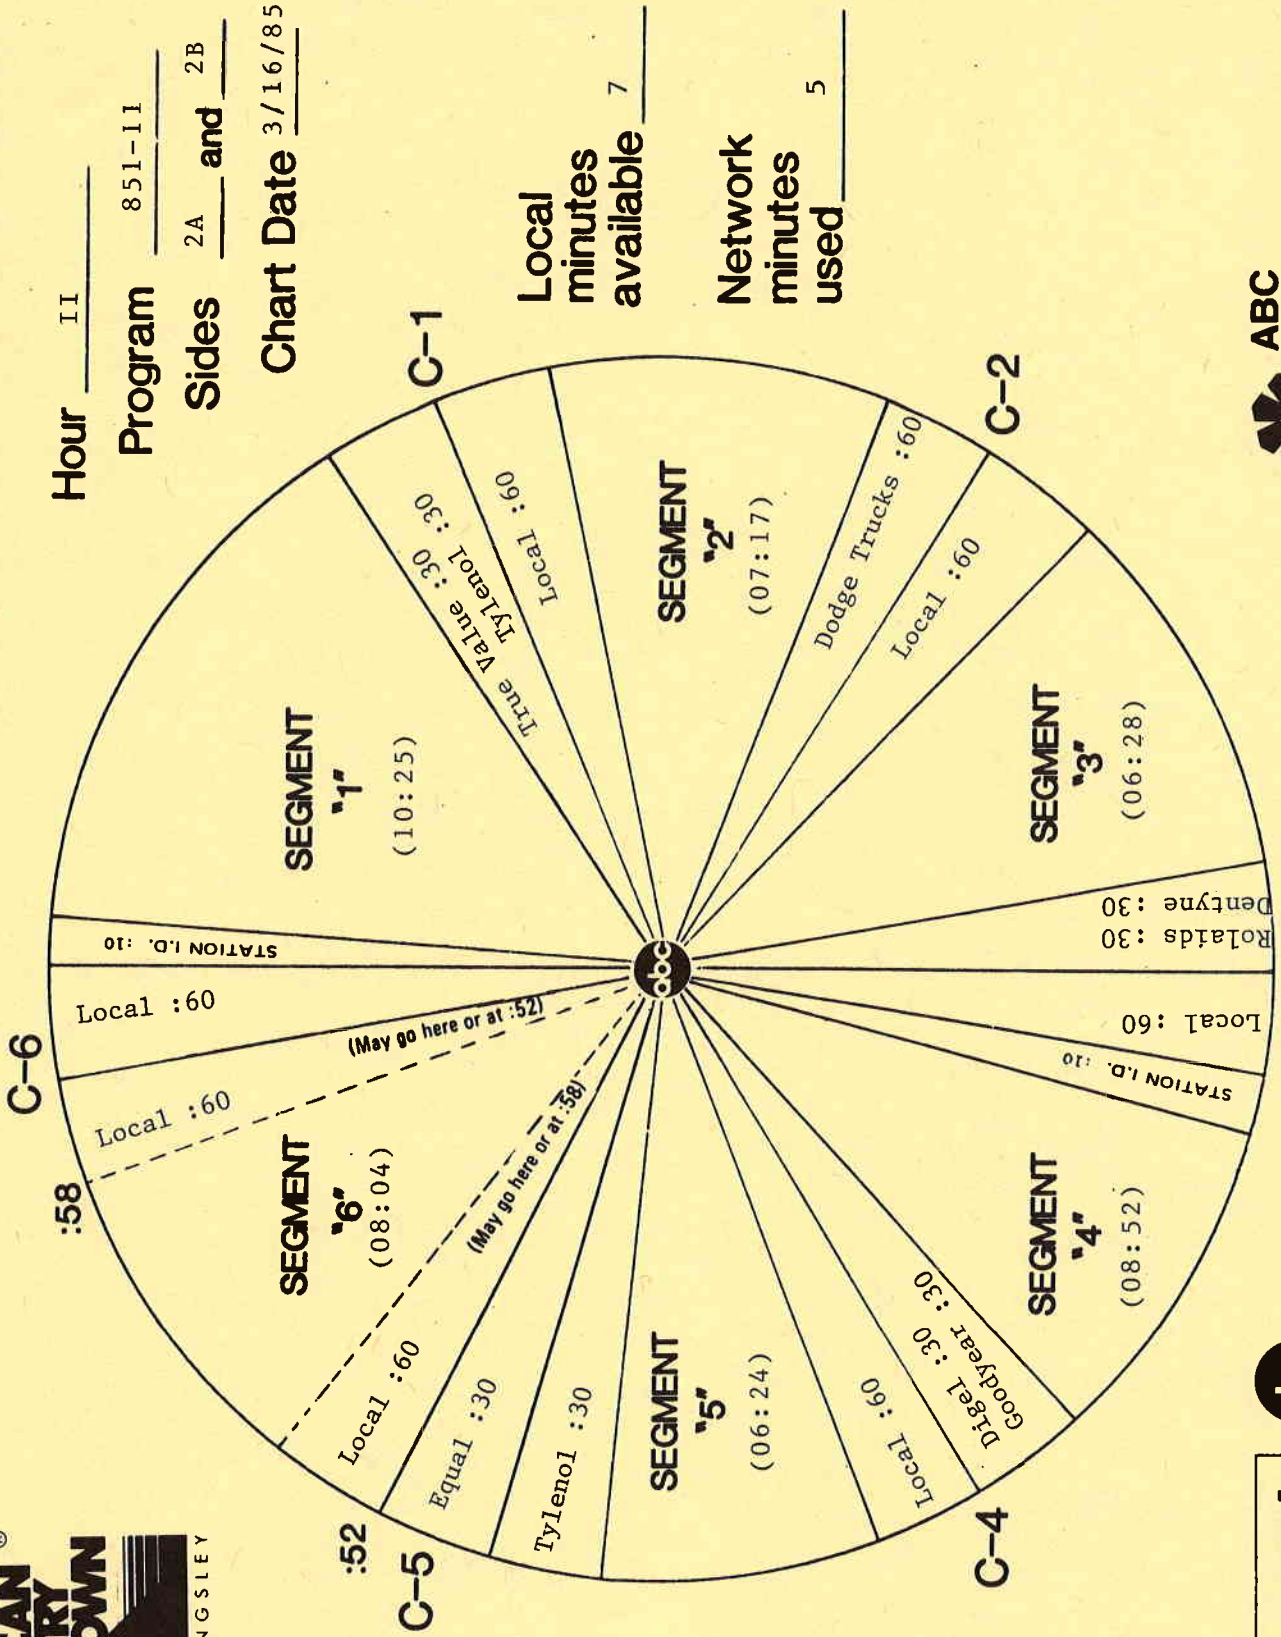 Hour II
Program 851-11
Sides 2A and 2B
Chart Date 3/16/85
Local
minutes
available 7
Network
minutes
used 5
STATION I.D. :10
SEGMENT
"1"
(10:25)
True Value :30
Tylenol :30
C-1
Local :60
SEGMENT
"2"
(07:17)
Dodge Trucks :60
C-2
Local :60
SEGMENT
"3"
(06:28)
Dentyne :30
Rolaids :30
Local :60
STATION I.D. :10
SEGMENT
"4"
(08:52)
Goodyear :30
Digel :30
C-4
Local :60
SEGMENT
"5"
(06:24)
Tylenol :30
Equal :30
C-5
:52
Local :60
(May go here or at :58)
SEGMENT
"6"
(08:04)
:58
(May go here or at :52)
Local :60
C-6
Local :60
abc
ABC